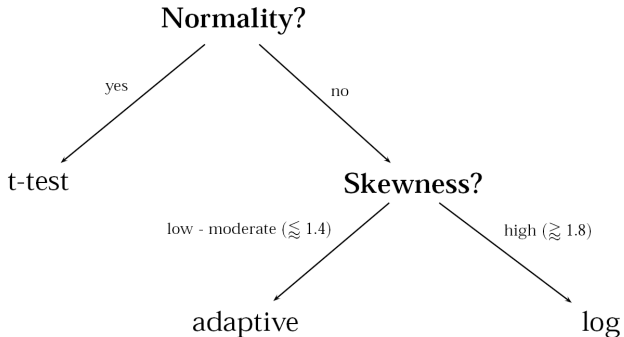 Normality?
yes
no
t-test
Skewness?
low - moderate (⪅ 1.4)
high (⪆ 1.8)
adaptive
log